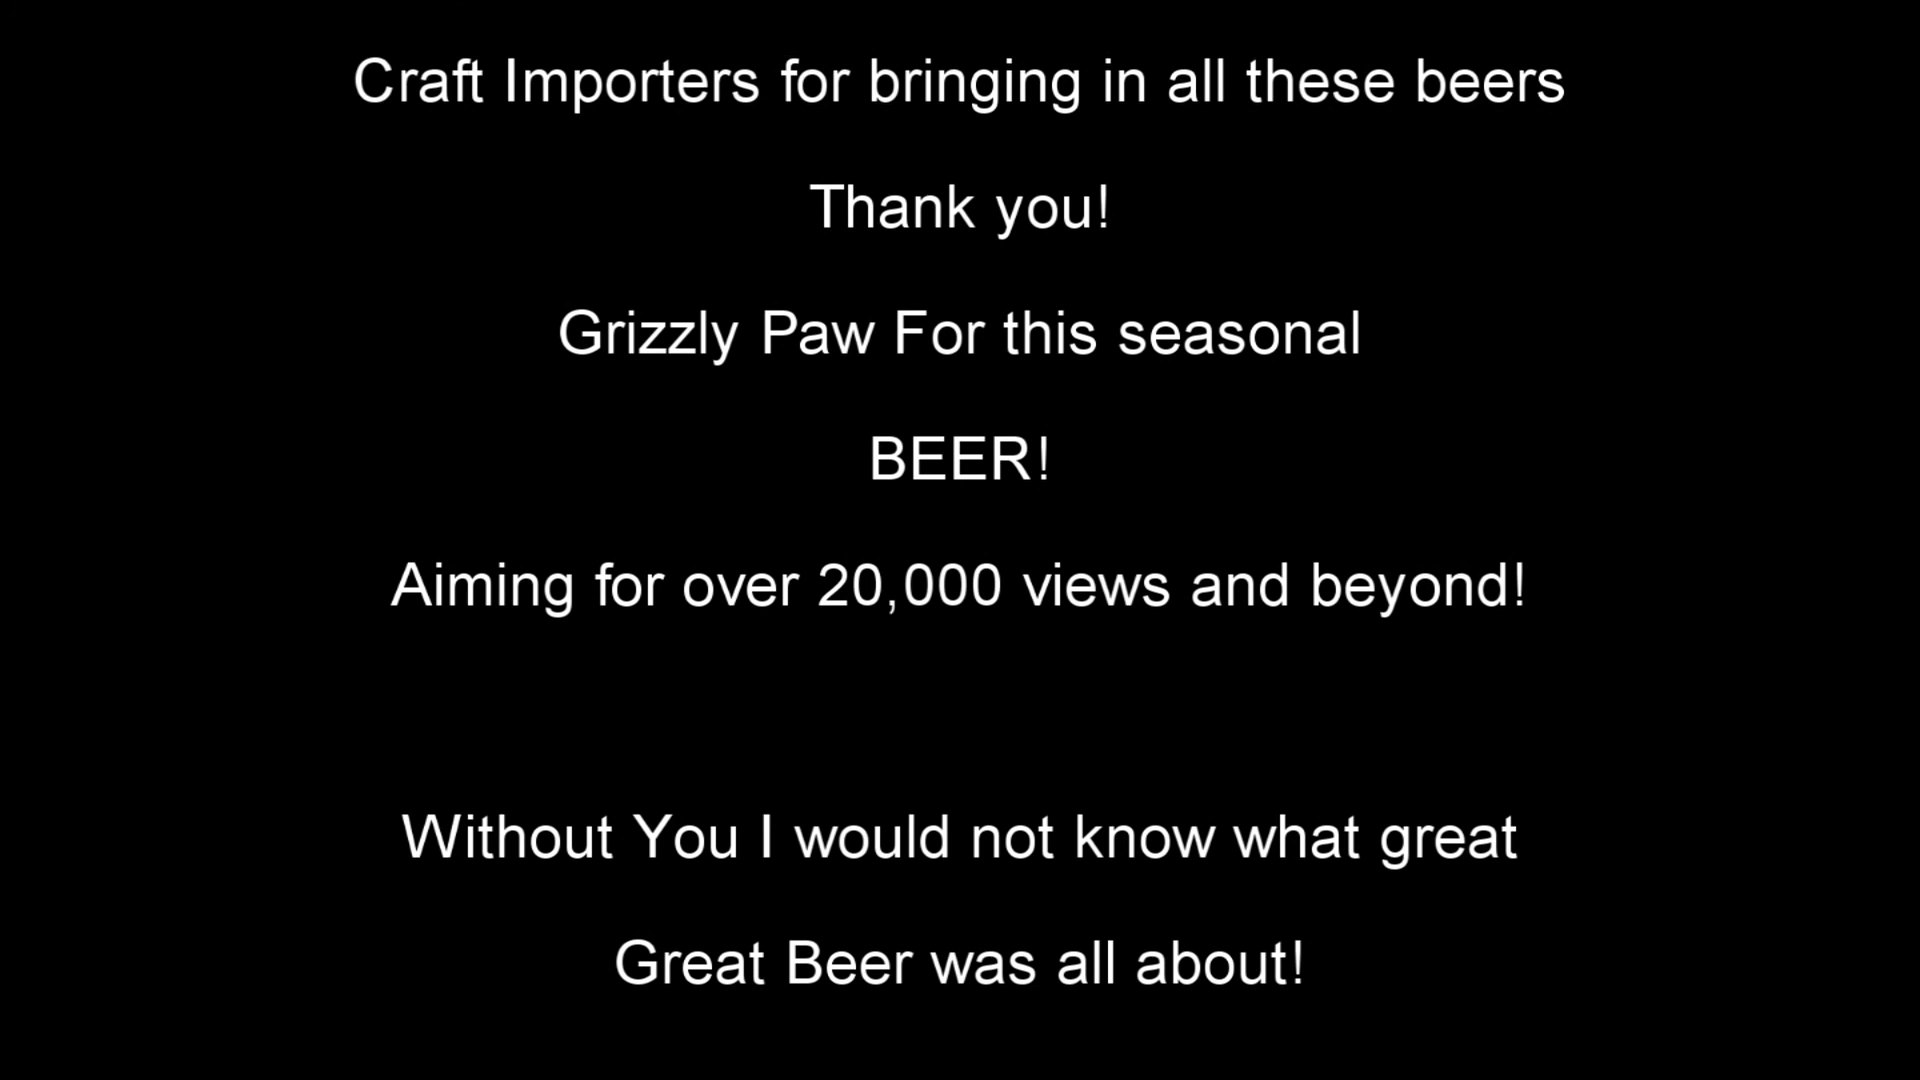 Craft Importers for bringing in all these beers
Thank you!
Grizzly Paw For this seasonal
BEER!
Aiming for over 20,000 views and beyond!
Without You I would not know what great
Great Beer was all about!